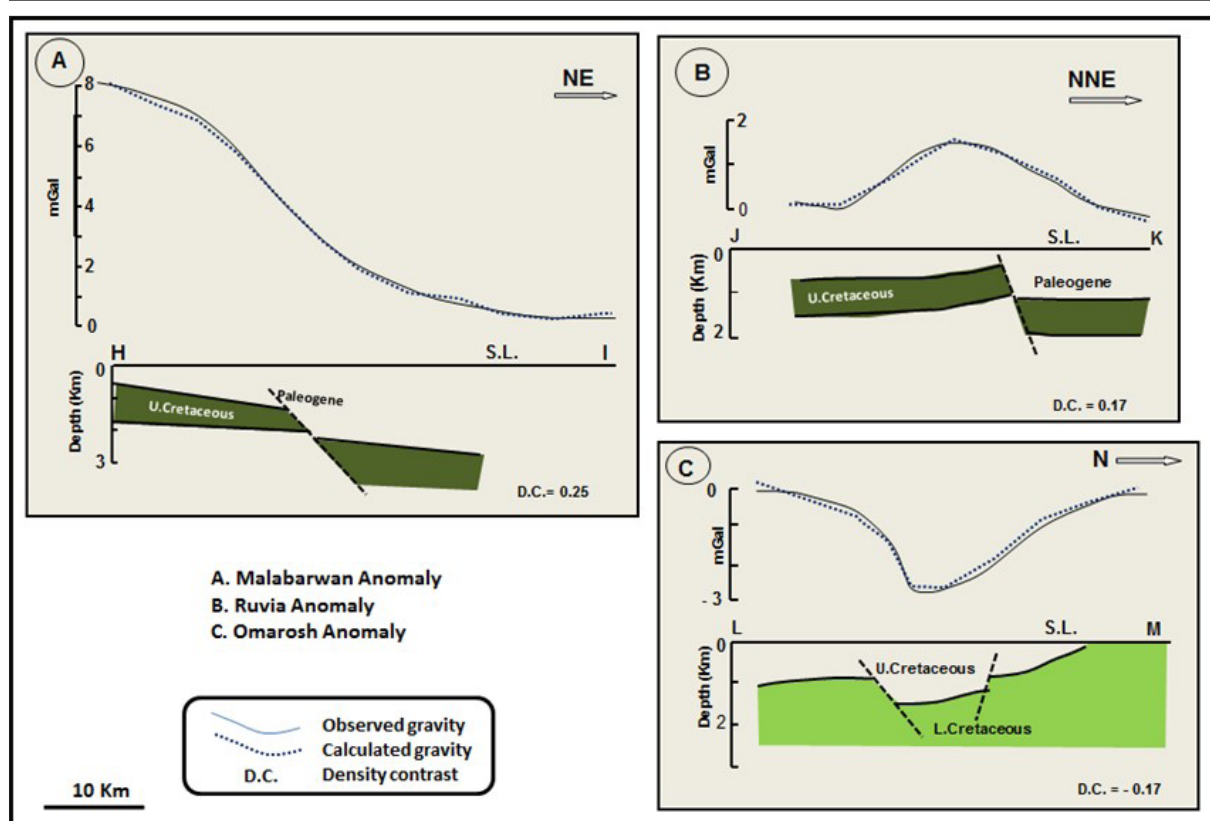 A
NE
8
6
4
2
0
mGal
H
S.L.
I
0
3
Depth (Km)
Paleogene
U.Cretaceous
D.C.= 0.25
B
NNE
2
0
mGal
J
S.L.
K
0
2
Depth (Km)
Paleogene
U.Cretaceous
D.C. = 0.17
C
N
0
- 3
mGal
L
S.L.
M
0
2
Depth (Km)
U.Cretaceous
L.Cretaceous
D.C. = - 0.17
A. Malabarwan Anomaly
B. Ruvia Anomaly
C. Omarosh Anomaly
Observed gravity
Calculated gravity
D.C. Density contrast
10 Km